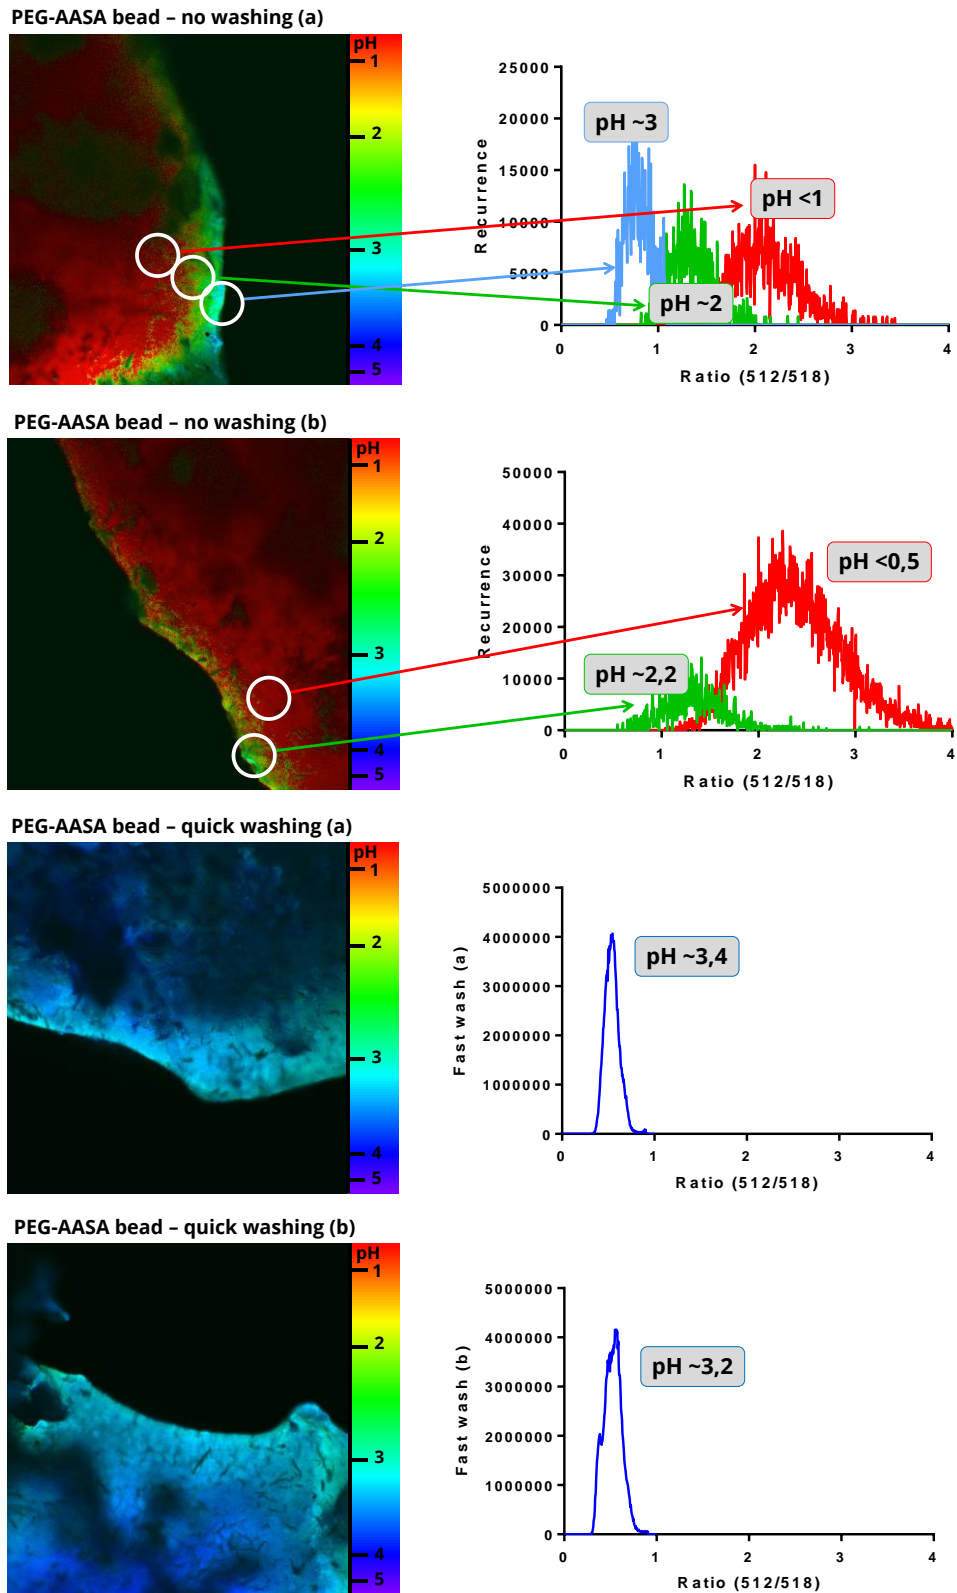 PEG-AASA bead – no washing (a)
pH
1
2
3
4
5
25000
20000
15000
10000
5000
0
Recurrence
pH ~3
pH <1
pH ~2
0 1 2 3 4
Ratio (512/518)
PEG-AASA bead – no washing (b)
pH
1
2
3
4
5
50000
40000
30000
20000
10000
0
Recurrence
pH <0,5
pH ~2,2
0 1 2 3 4
Ratio (512/518)
PEG-AASA bead – quick washing (a)
pH
1
2
3
4
5
5000000
4000000
3000000
2000000
1000000
0
Fast wash (a)
pH ~3,4
0 1 2 3 4
Ratio (512/518)
PEG-AASA bead – quick washing (b)
pH
1
2
3
4
5
5000000
4000000
3000000
2000000
1000000
0
Fast wash (b)
pH ~3,2
0 1 2 3 4
Ratio (512/518)